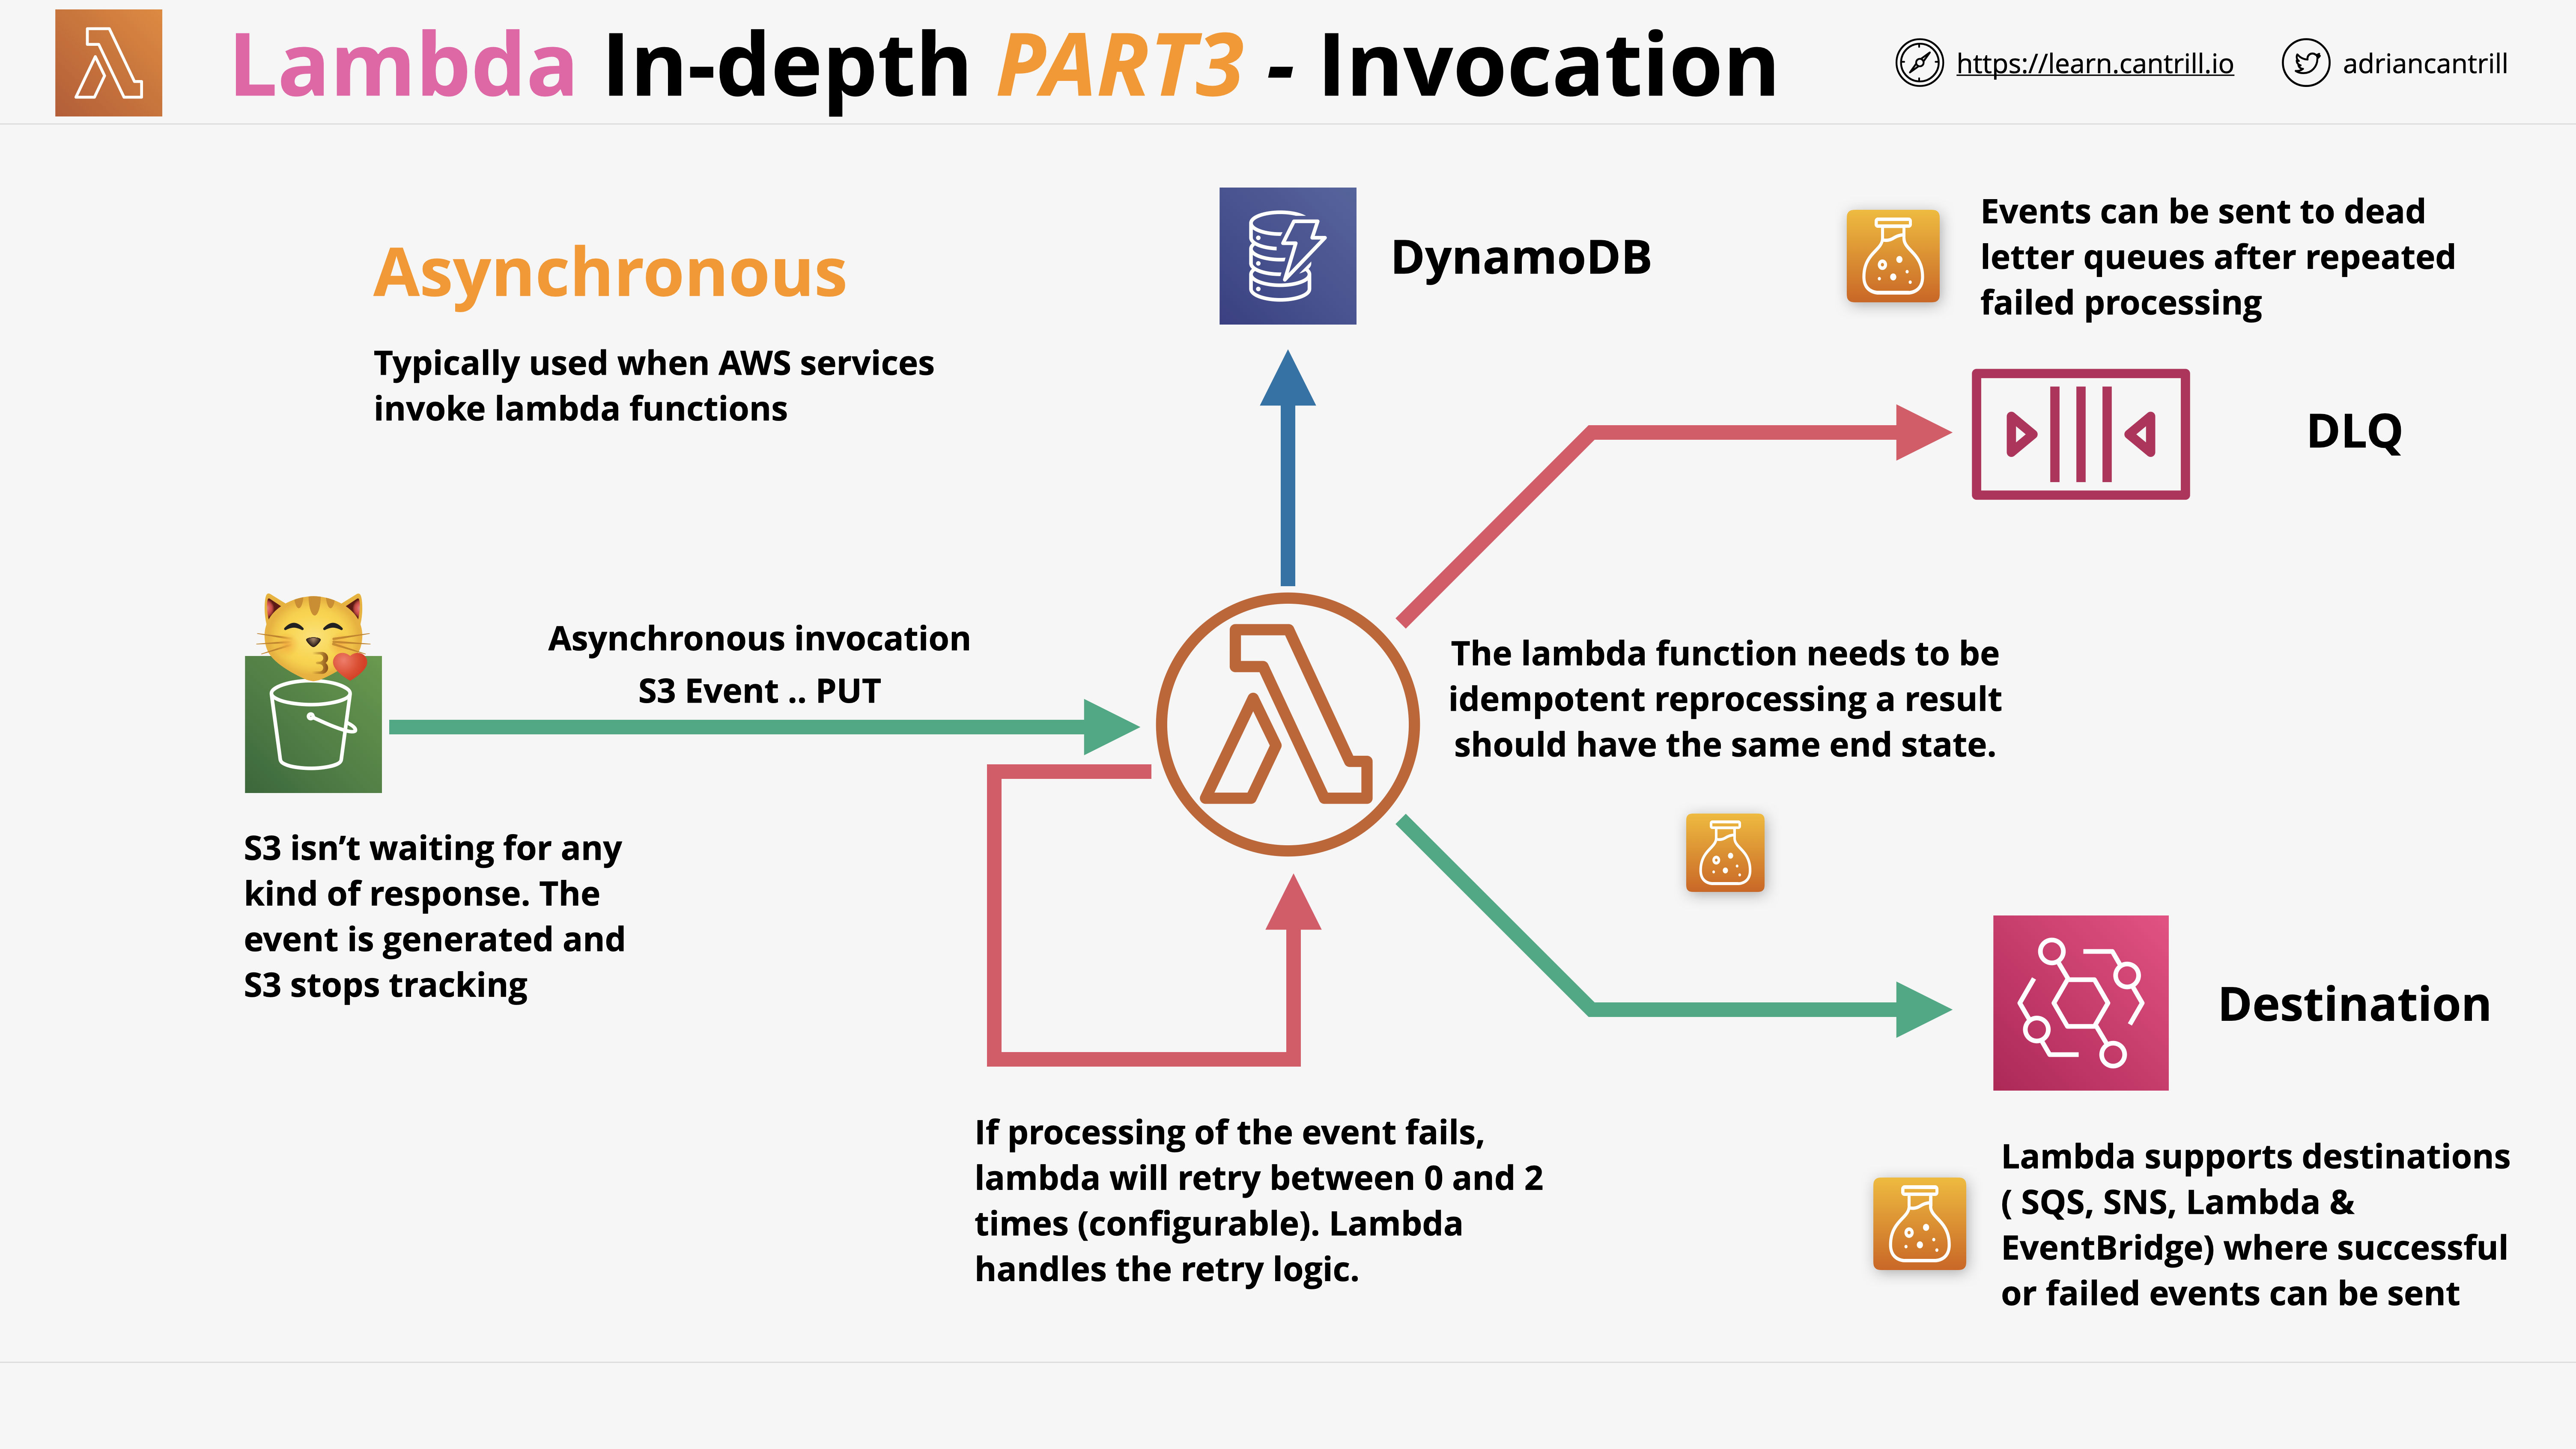 Lambda In-depth PART3 - Invocation
https://learn.cantrill.io
adriancantrill
Asynchronous
Typically used when AWS services
invoke lambda functions
DynamoDB
Events can be sent to dead
letter queues after repeated
failed processing
DLQ
Asynchronous invocation
S3 Event .. PUT
The lambda function needs to be
idempotent reprocessing a result
should have the same end state.
S3 isn’t waiting for any
kind of response. The
event is generated and
S3 stops tracking
Destination
If processing of the event fails,
lambda will retry between 0 and 2
times (configurable). Lambda
handles the retry logic.
Lambda supports destinations
( SQS, SNS, Lambda &
EventBridge) where successful
or failed events can be sent